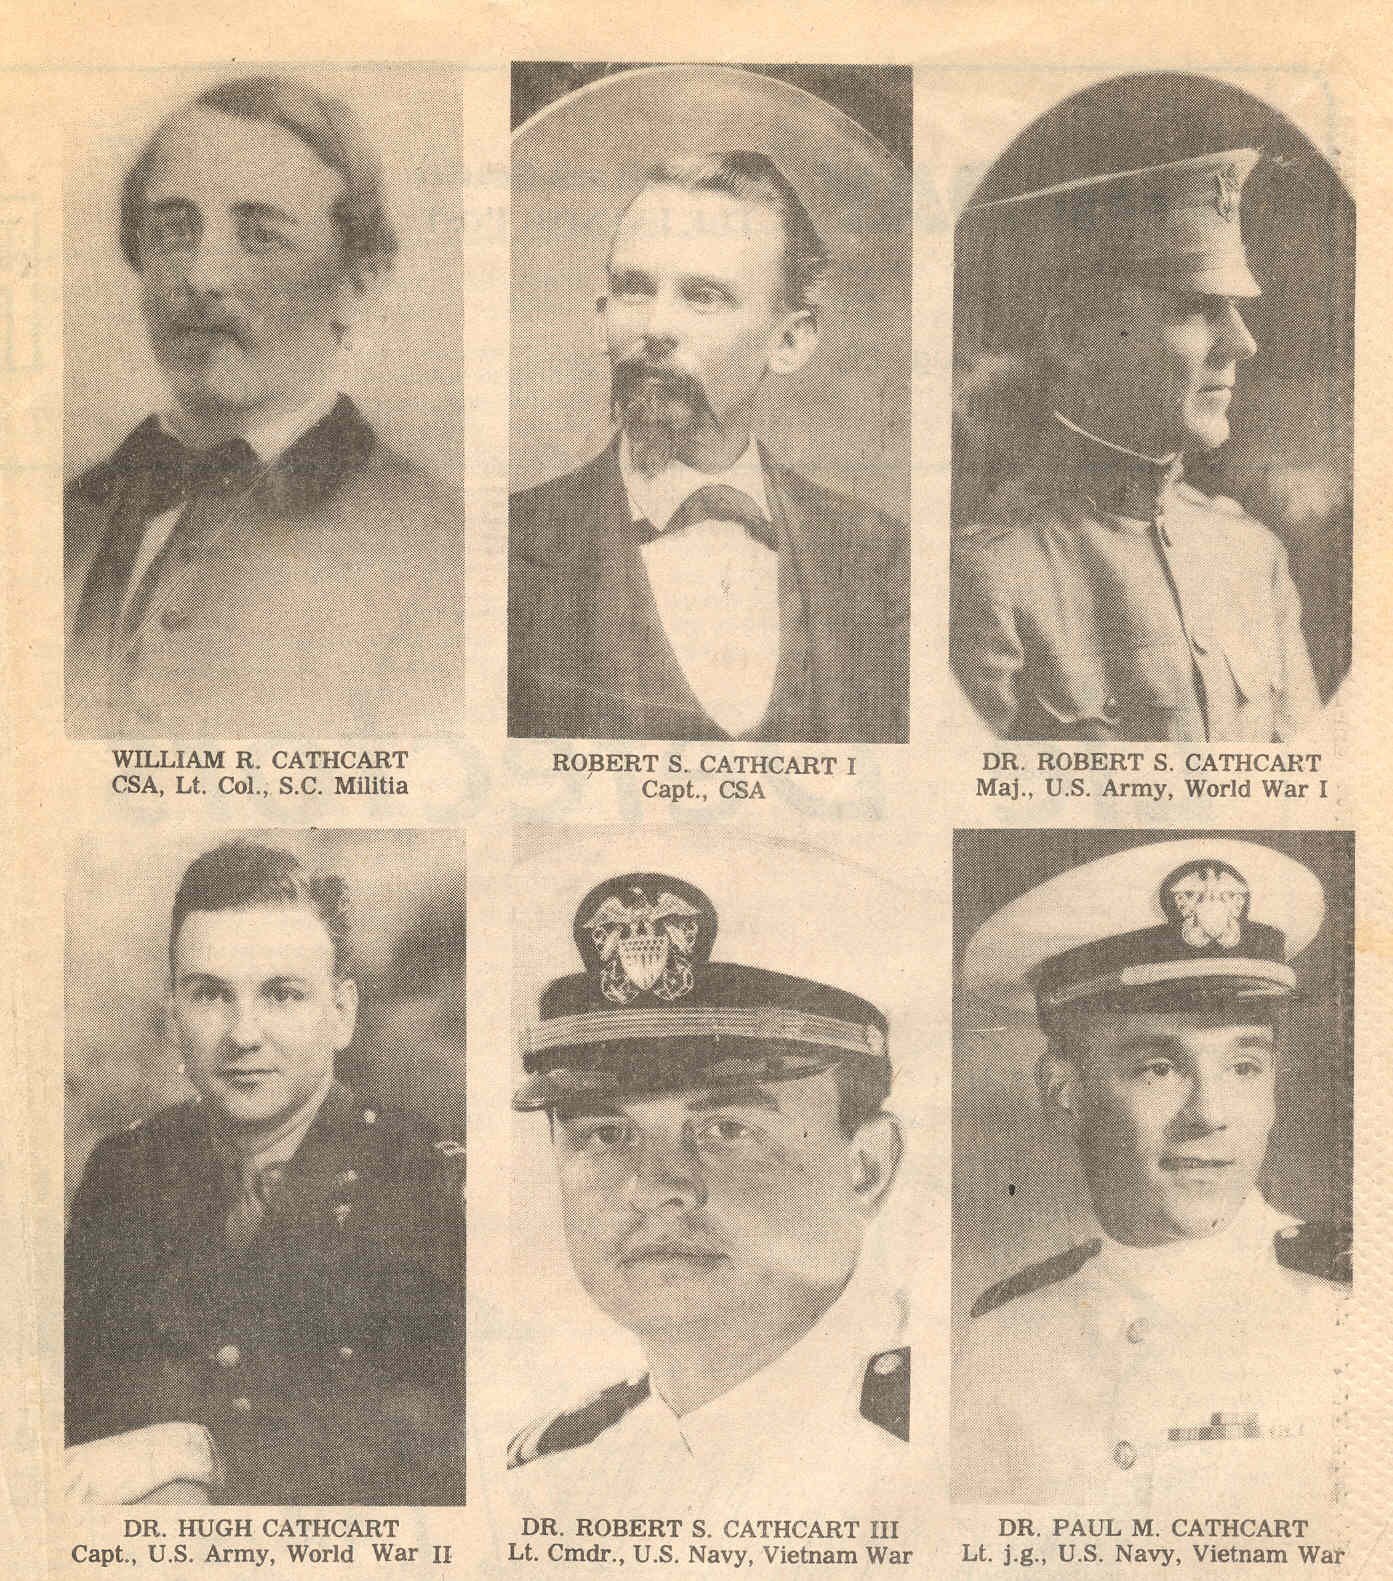 WILLIAM R. CATHCART
CSA, Lt. Col., S.C. Militia
ROBERT S. CATHCART I
Capt., CSA
DR. ROBERT S. CATHCART
Maj., U.S. Army, World War I
DR. HUGH CATHCART
Capt., U.S. Army, World War II
DR. ROBERT S. CATHCART III
Lt. Cmdr., U.S. Navy, Vietnam War
DR. PAUL M. CATHCART
Lt. j.g., U.S. Navy, Vietnam War